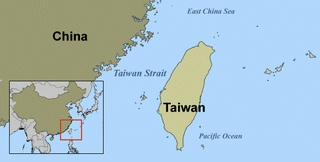 East China Sea
China
Taiwan Strait
Taiwan
Pacific Ocean